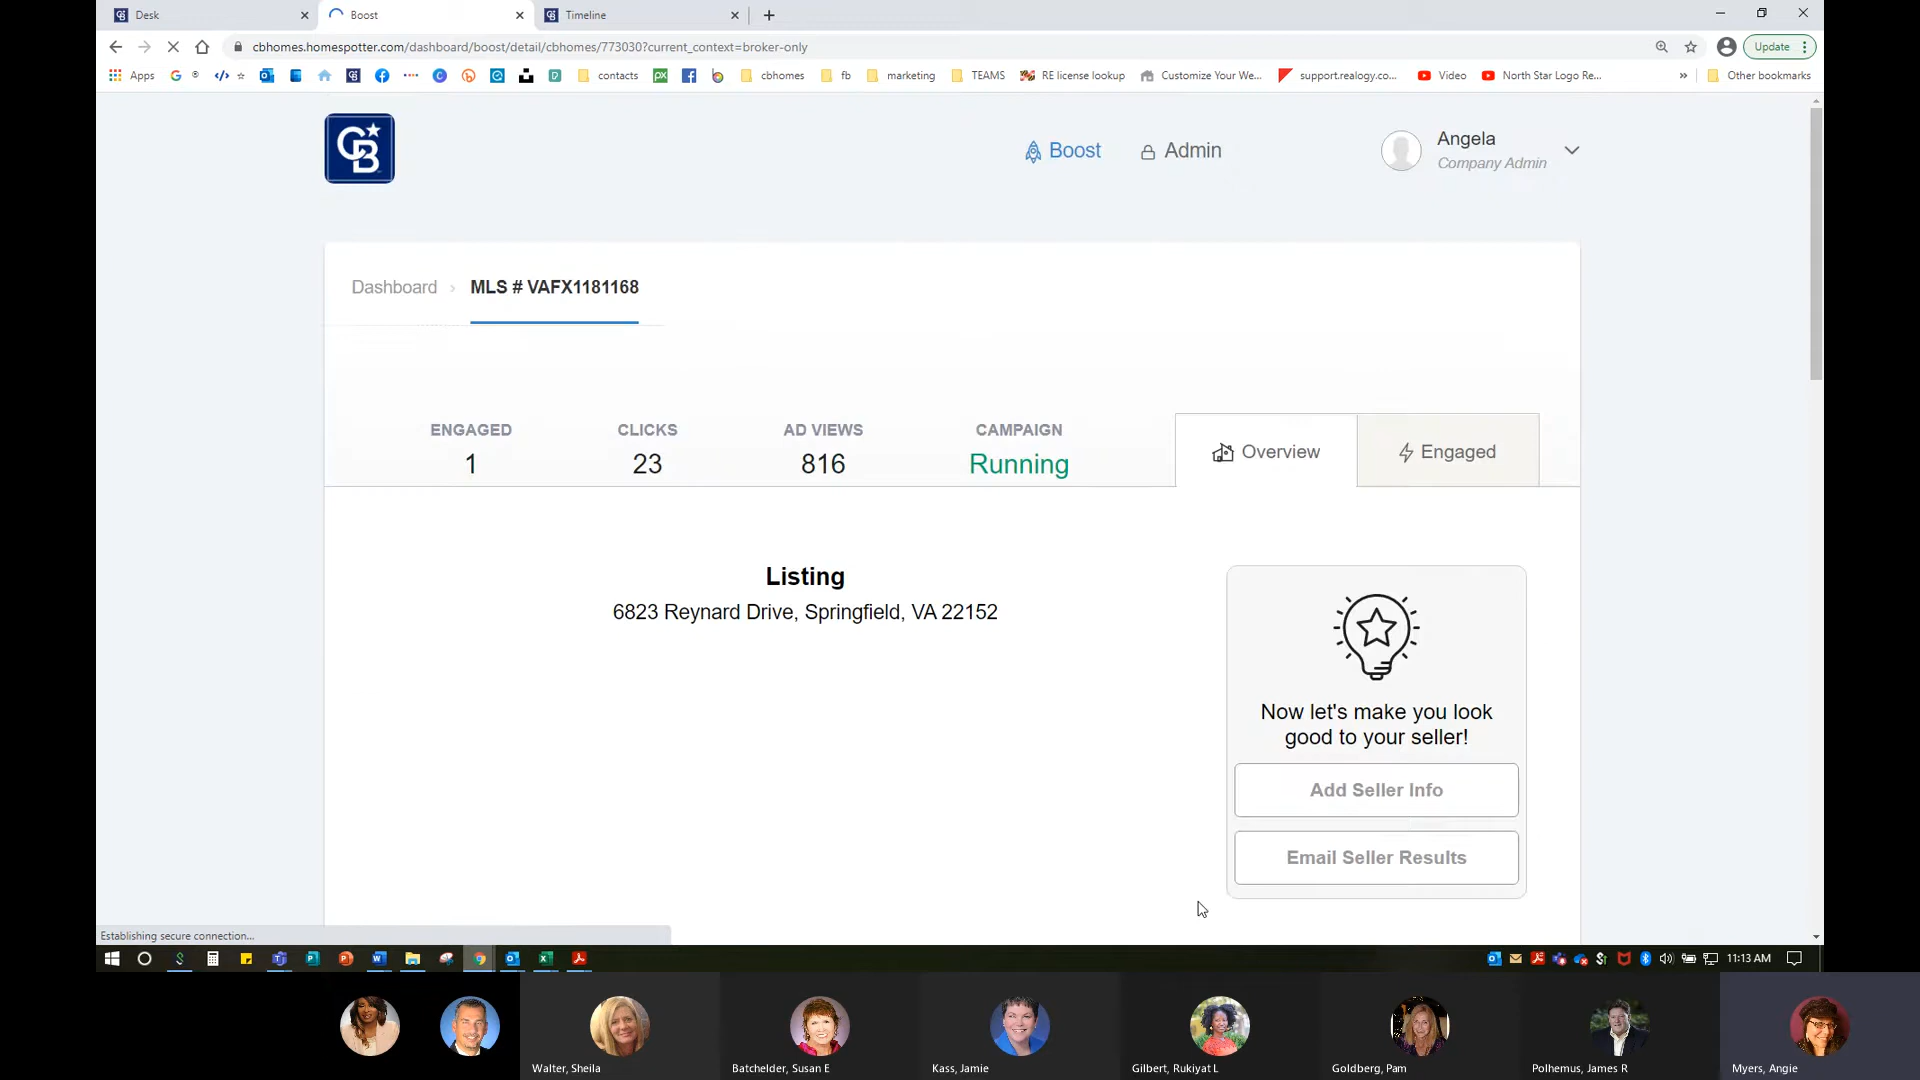 Desk
Boost
Timeline
cbhomes.homespotter.com/dashboard/boost/detail/cbhomes/773030?current_context=broker-only
Update
Apps
contacts
cbhomes
fb
marketing
TEAMS
RE license lookup
Customize Your We...
support.realogy.co...
Video
North Star Logo Re...
»
Other bookmarks
CB
Boost
Admin
Angela
Company Admin
Dashboard › MLS # VAFX1181168
ENGAGED
1
CLICKS
23
AD VIEWS
816
CAMPAIGN
Running
Overview
Engaged
Listing
6823 Reynard Drive, Springfield, VA 22152
Now let's make you look
good to your seller!
Add Seller Info
Email Seller Results
Establishing secure connection...
11:13 AM
Walter, Sheila
Batchelder, Susan E
Kass, Jamie
Gilbert, Rukiyat L
Goldberg, Pam
Polhemus, James R
Myers, Angie